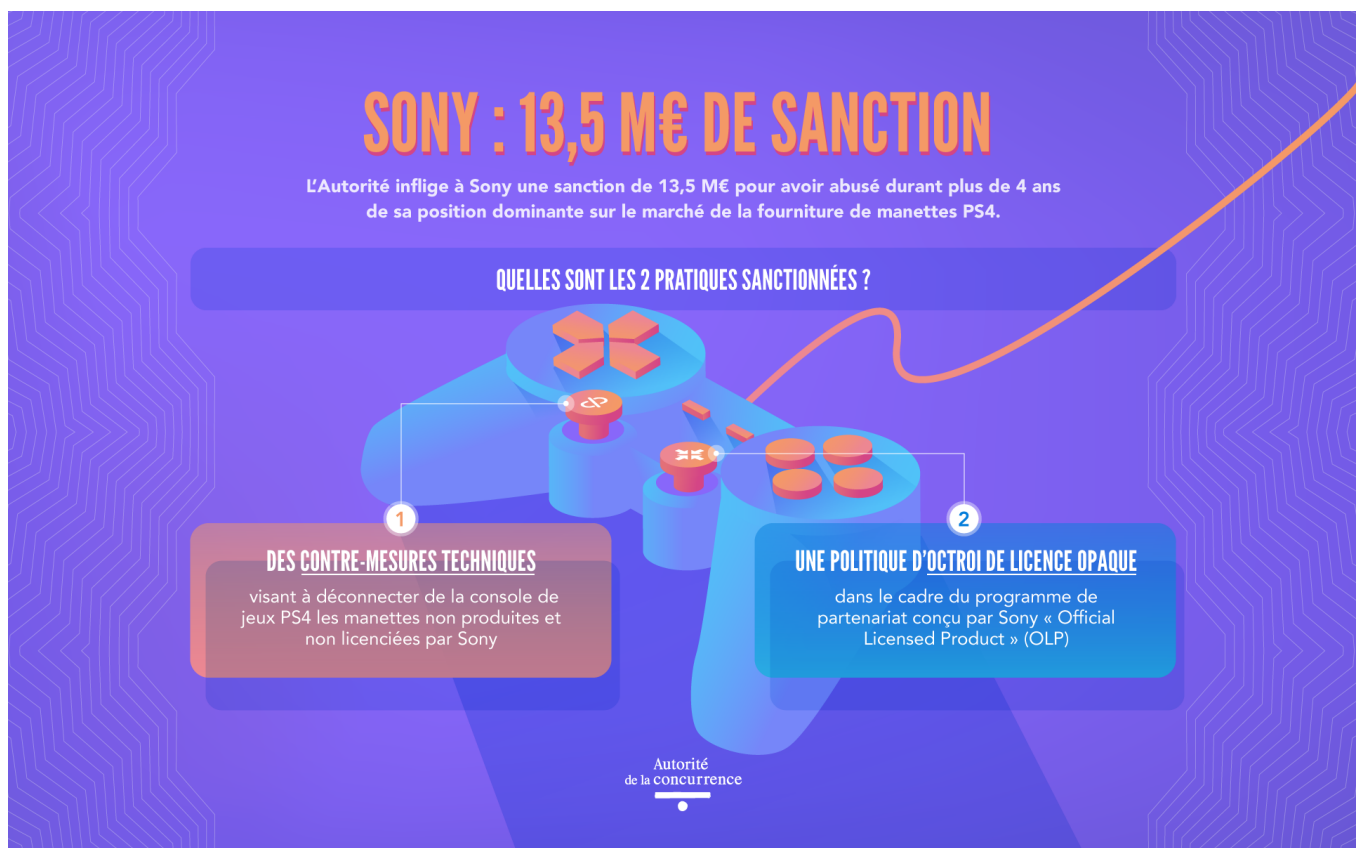 SONY : 13,5 M€ DE SANCTION
L'Autorité inflige à Sony une sanction de 13,5 M€ pour avoir abusé durant plus de 4 ans
de sa position dominante sur le marché de la fourniture de manettes PS4.
QUELLES SONT LES 2 PRATIQUES SANCTIONNÉES ?
1
DES CONTRE-MESURES TECHNIQUES
visant à déconnecter de la console de
jeux PS4 les manettes non produites et
non licenciées par Sony
2
UNE POLITIQUE D'OCTROI DE LICENCE OPAQUE
dans le cadre du programme de
partenariat conçu par Sony « Official
Licensed Product » (OLP)
Autorité
de la concurrence